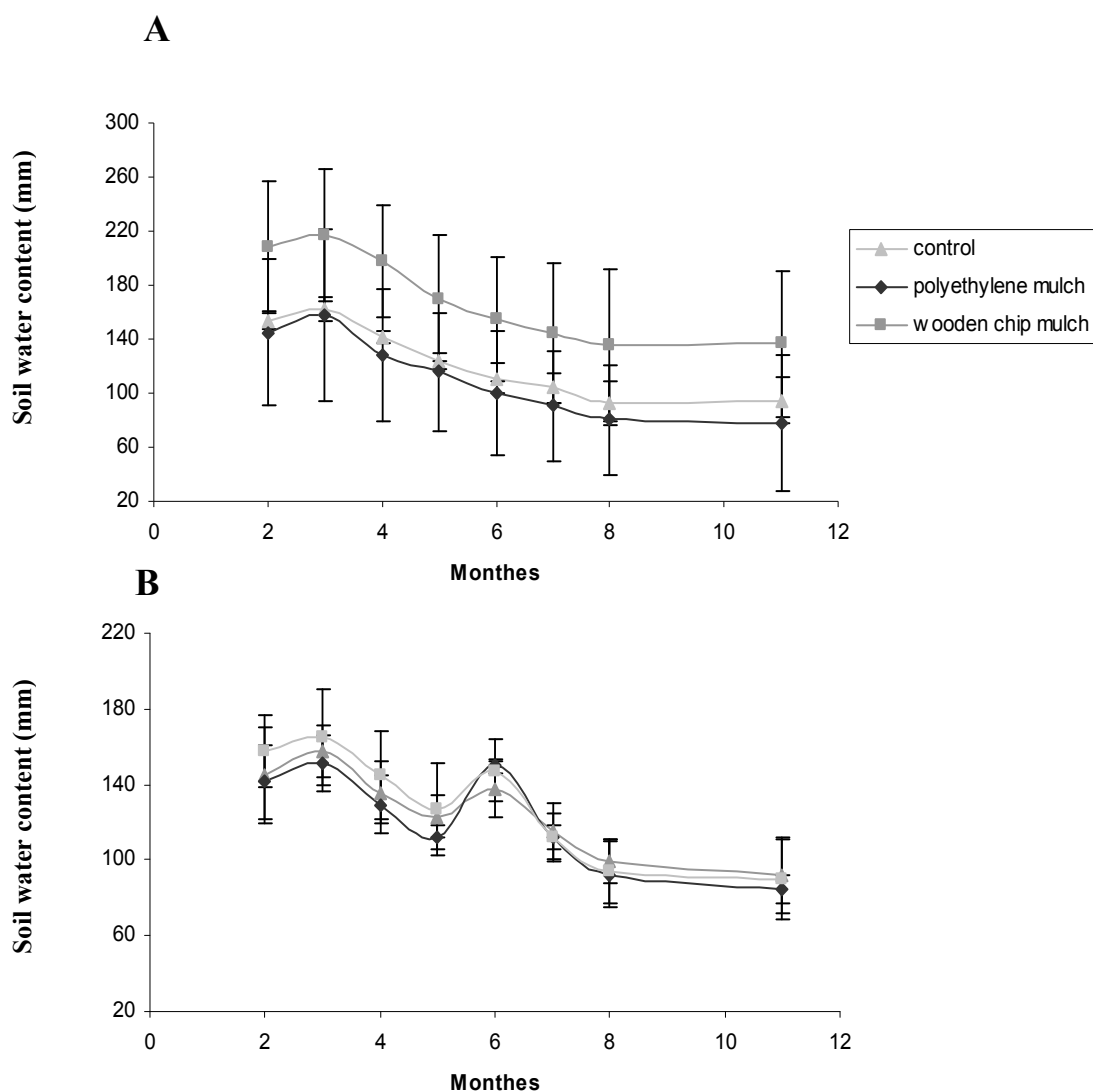 A
Soil water content (mm)
300
260
220
180
140
100
60
20
0 2 4 6 8 10 12
Monthes
control
polyethylene mulch
wooden chip mulch
B
Soil water content (mm)
220
180
140
100
60
20
0 2 4 6 8 10 12
Monthes